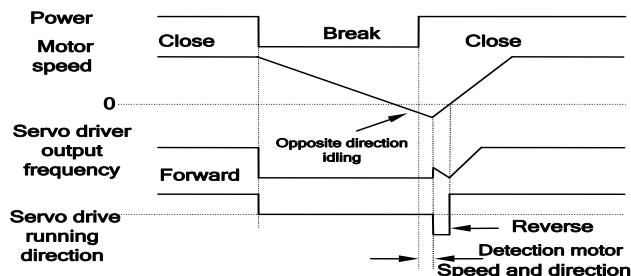 Power
Close
Break
Close
Motor
speed
0
Opposite direction
idling
Servo driver
output
frequency
Forward
Servo drive
running
direction
Reverse
Detection motor
Speed and direction